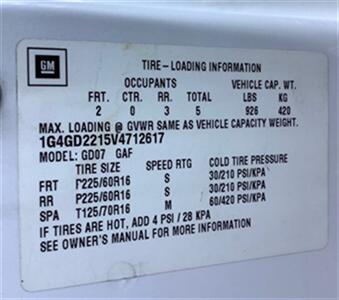 GM
TIRE-LOADING INFORMATION
OCCUPANTS VEHICLE CAP. WT.
FRT. CTR. RR. TOTAL LBS KG
2 0 3 5 926 420
MAX. LOADING @ GVWR SAME AS VEHICLE CAPACITY WEIGHT.
1G4GD2215V4712617
MODEL: GD07 GAF
TIRE SIZE SPEED RTG COLD TIRE PRESSURE
FRT P225/60R16 S 30/210 PSI/KPA
RR P225/60R16 S 30/210 PSI/KPA
SPA T125/70R16 M 60/420 PSI/KPA
IF TIRES ARE HOT, ADD 4 PSI / 28 KPA
SEE OWNER'S MANUAL FOR MORE INFORMATION